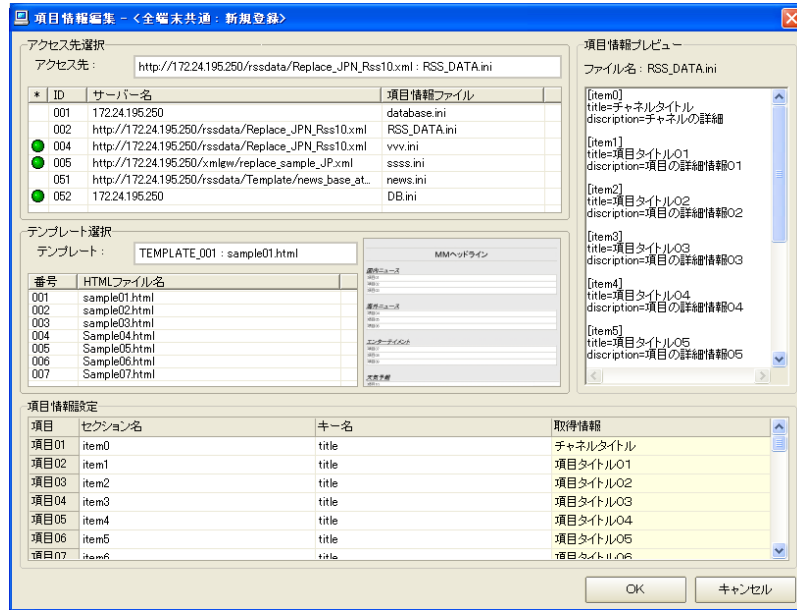 項目情報編集 - <全端末共通：新規登録>
アクセス先選択
アクセス先： http://172.24.195.250/rssdata/Replace_JPN_Rss10.xml : RSS_DATA.ini
* ID サーバー名 項目情報ファイル
001 172.24.195.250 database.ini
002 http://172.24.195.250/rssdata/Replace_JPN_Rss10.xml RSS_DATA.ini
004 http://172.24.195.250/rssdata/Replace_JPN_Rss10.xml vvv.ini
005 http://172.24.195.250/xmlgw/replace_sample_JP.xml ssss.ini
051 http://172.24.195.250/rssdata/Template/news_base_at... news.ini
052 172.24.195.250 DB.ini
テンプレート選択
テンプレート： TEMPLATE_001 : sample01.html
番号 HTMLファイル名
001 sample01.html
002 sample02.html
003 sample03.html
004 Sample04.html
005 Sample05.html
006 Sample06.html
007 Sample07.html
MMヘッドライン
国内ニュース
海外ニュース
エンターテイメント
天気予報
項目情報プレビュー
ファイル名：RSS_DATA.ini
[item0]
title=チャネルタイトル
discription=チャネルの詳細
[item1]
title=項目タイトル01
discription=項目の詳細情報01
[item2]
title=項目タイトル02
discription=項目の詳細情報02
[item3]
title=項目タイトル03
discription=項目の詳細情報03
[item4]
title=項目タイトル04
discription=項目の詳細情報04
[item5]
title=項目タイトル05
discription=項目の詳細情報05
項目情報設定
項目 セクション名 キー名 取得情報
項目01 item0 title チャネルタイトル
項目02 item1 title 項目タイトル01
項目03 item2 title 項目タイトル02
項目04 item3 title 項目タイトル03
項目05 item4 title 項目タイトル04
項目06 item5 title 項目タイトル05
項目07 item6 title 項目タイトル06
OK キャンセル